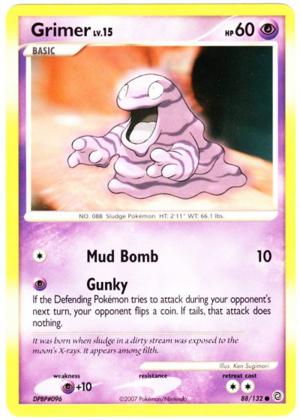 Grimer LV.15 HP 60
BASIC
NO. 088 Sludge Pokémon HT: 2'11" WT: 66.1 lbs.
Mud Bomb 10
Gunky
If the Defending Pokémon tries to attack during your opponent's
next turn, your opponent flips a coin. If tails, that attack does
nothing.
It was born when sludge in a dirty stream was exposed to the
moon's X-rays. It appears among filth.
Illus. Ken Sugimori
weakness resistance retreat cost
+10
DPBP#096 ©2007 Pokémon/Nintendo 88/132